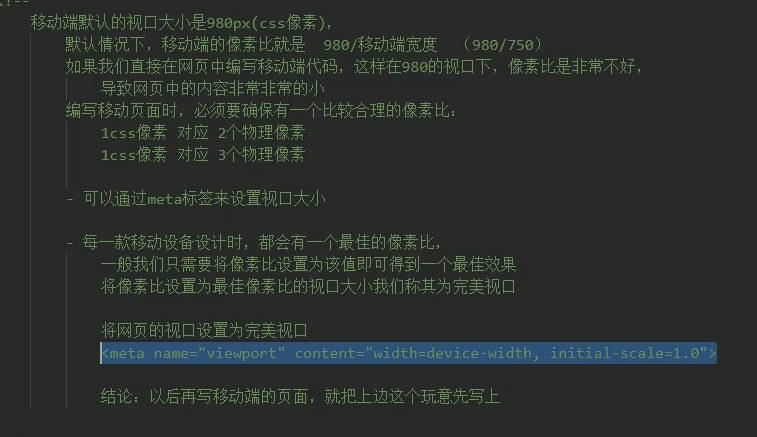 <!--
移动端默认的视口大小是980px(css像素),
默认情况下，移动端的像素比就是 980/移动端宽度 （980/750）
如果我们直接在网页中编写移动端代码，这样在980的视口下，像素比是非常不好，
导致网页中的内容非常非常的小
编写移动页面时，必须要确保有一个比较合理的像素比：
1css像素 对应 2个物理像素
1css像素 对应 3个物理像素
- 可以通过meta标签来设置视口大小
- 每一款移动设备设计时，都会有一个最佳的像素比，
一般我们只需要将像素比设置为该值即可得到一个最佳效果
将像素比设置为最佳像素比的视口大小我们称其为完美视口
将网页的视口设置为完美视口
<meta name="viewport" content="width=device-width, initial-scale=1.0">
结论：以后再写移动端的页面，就把上边这个玩意先写上